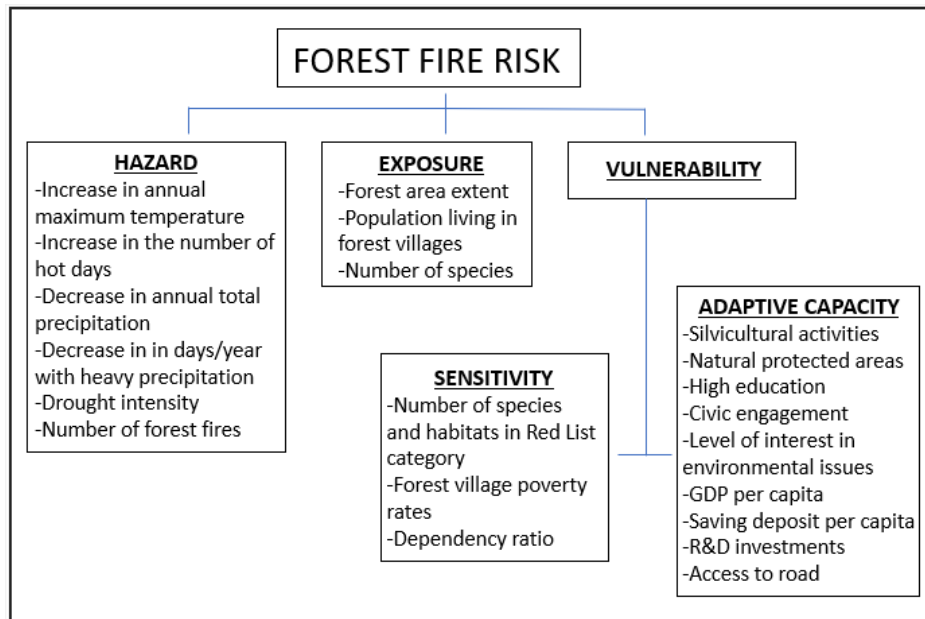 FOREST FIRE RISK
HAZARD
-Increase in annual
maximum temperature
-Increase in the number of
hot days
-Decrease in annual total
precipitation
-Decrease in in days/year
with heavy precipitation
-Drought intensity
-Number of forest fires
EXPOSURE
-Forest area extent
-Population living in
forest villages
-Number of species
VULNERABILITY
SENSITIVITY
-Number of species
and habitats in Red List
category
-Forest village poverty
rates
-Dependency ratio
ADAPTIVE CAPACITY
-Silvicultural activities
-Natural protected areas
-High education
-Civic engagement
-Level of interest in
environmental issues
-GDP per capita
-Saving deposit per capita
-R&D investments
-Access to road